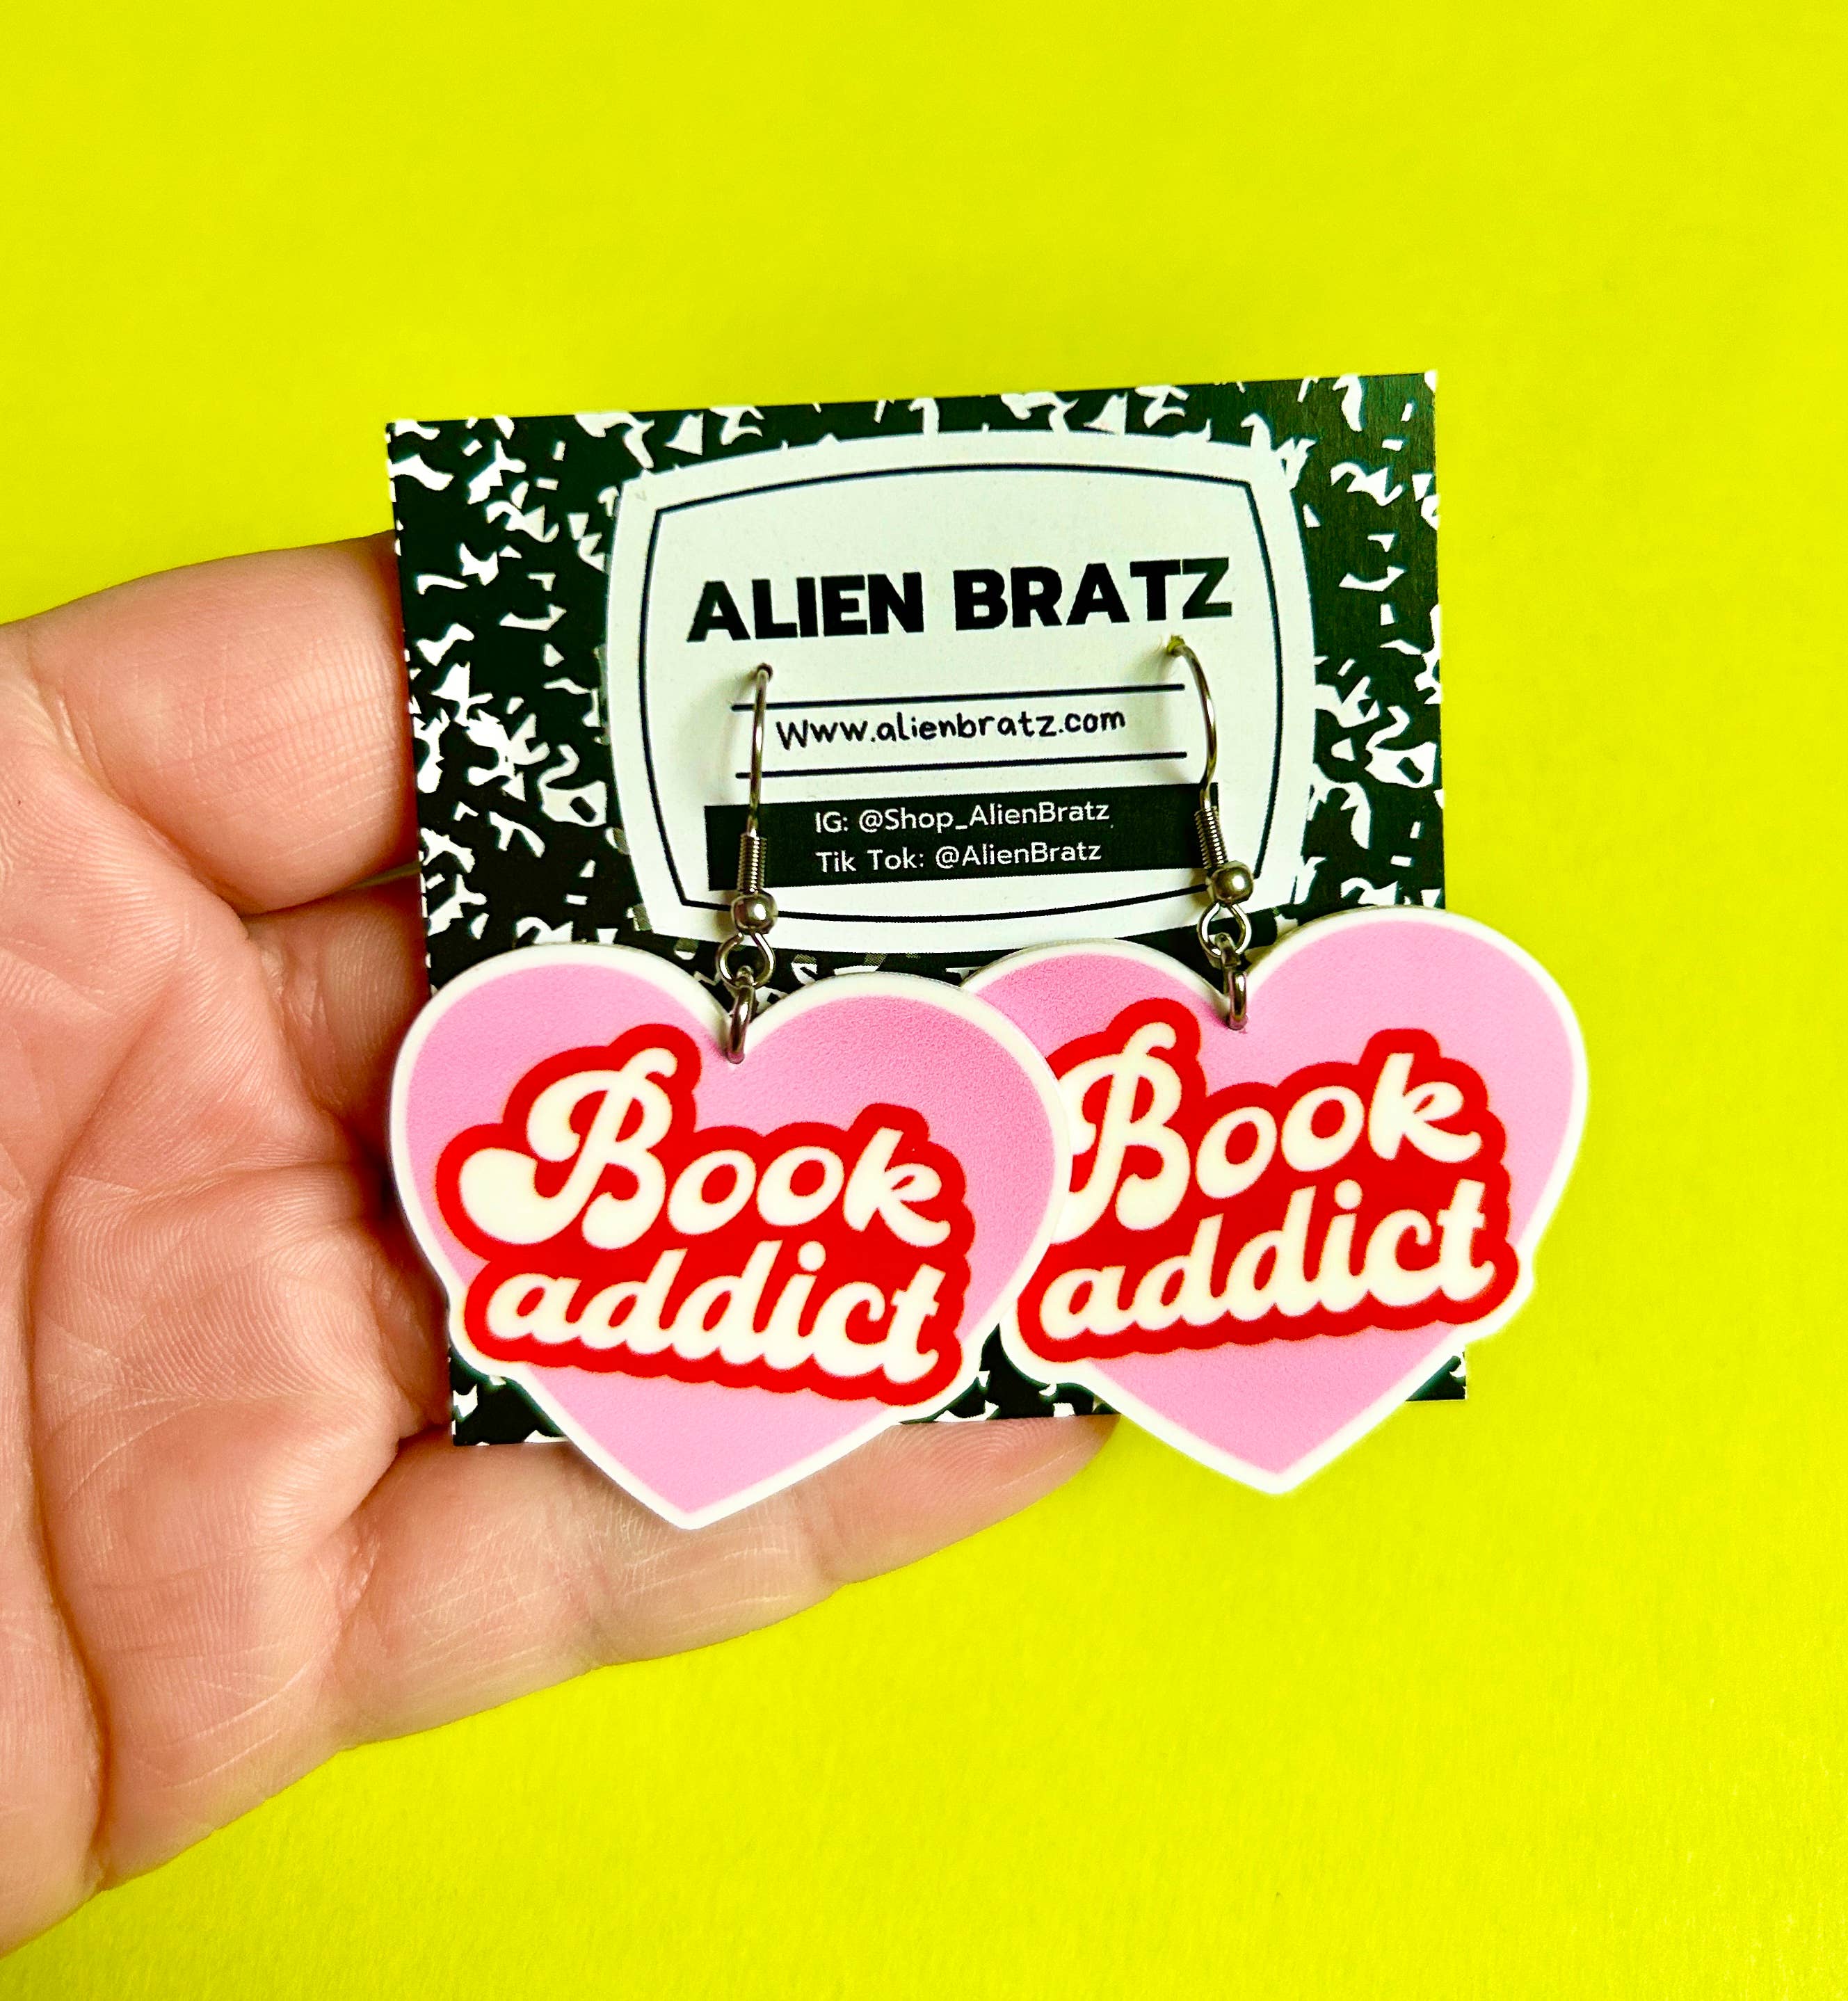 ALIEN BRATZ
Www.alienbratz.com
IG: @Shop_AlienBratz
Tik Tok: @AlienBratz
Book
addict
Book
addict